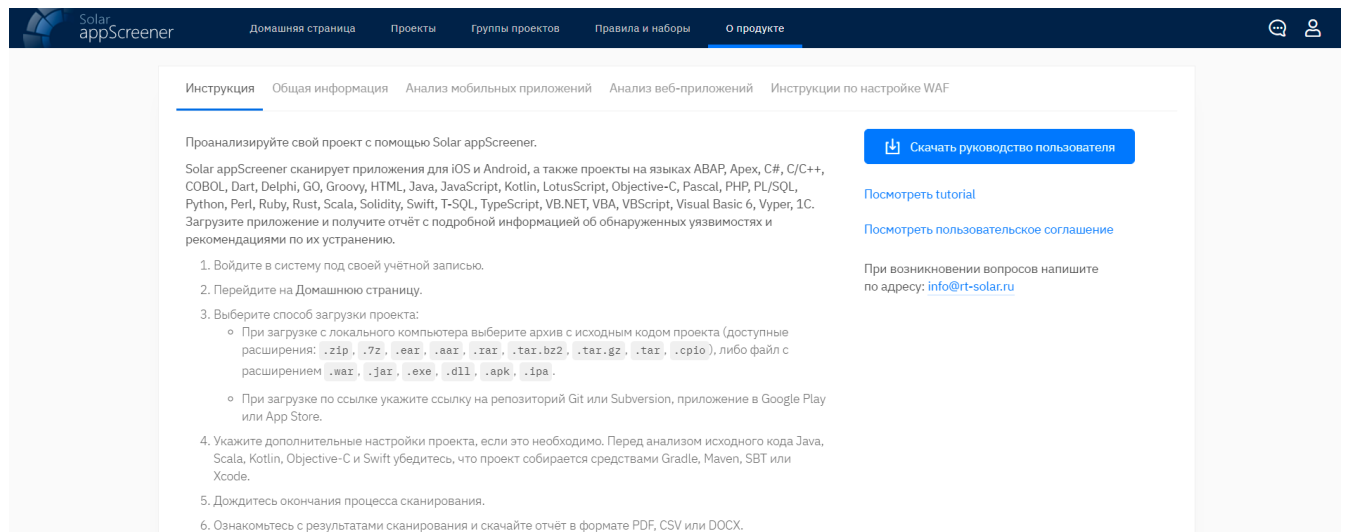 Solar
appScreener
Домашняя страница Проекты Группы проектов Правила и наборы О продукте
Инструкция Общая информация Анализ мобильных приложений Анализ веб-приложений Инструкции по настройке WAF
Проанализируйте свой проект с помощью Solar appScreener.
Solar appScreener сканирует приложения для iOS и Android, а также проекты на языках ABAP, Apex, C#, C/C++,
COBOL, Dart, Delphi, GO, Groovy, HTML, Java, JavaScript, Kotlin, LotusScript, Objective-C, Pascal, PHP, PL/SQL,
Python, Perl, Ruby, Rust, Scala, Solidity, Swift, T-SQL, TypeScript, VB.NET, VBA, VBScript, Visual Basic 6, Vyper, 1C.
Загрузите приложение и получите отчёт с подробной информацией об обнаруженных уязвимостях и
рекомендациями по их устранению.
1. Войдите в систему под своей учётной записью.
2. Перейдите на Домашнюю страницу.
3. Выберите способ загрузки проекта:
При загрузке с локального компьютера выберите архив с исходным кодом проекта (доступные
расширения: .zip, .7z, .ear, .aar, .rar, .tar.bz2, .tar.gz, .tar, .cpio), либо файл с
расширением .war, .jar, .exe, .dll, .apk, .ipa.
При загрузке по ссылке укажите ссылку на репозиторий Git или Subversion, приложение в Google Play
или App Store.
4. Укажите дополнительные настройки проекта, если это необходимо. Перед анализом исходного кода Java,
Scala, Kotlin, Objective-C и Swift убедитесь, что проект собирается средствами Gradle, Maven, SBT или
Xcode.
5. Дождитесь окончания процесса сканирования.
6. Ознакомьтесь с результатами сканирования и скачайте отчёт в формате PDF, CSV или DOCX.
Скачать руководство пользователя
Посмотреть tutorial
Посмотреть пользовательское соглашение
При возникновении вопросов напишите
по адресу: info@rt-solar.ru